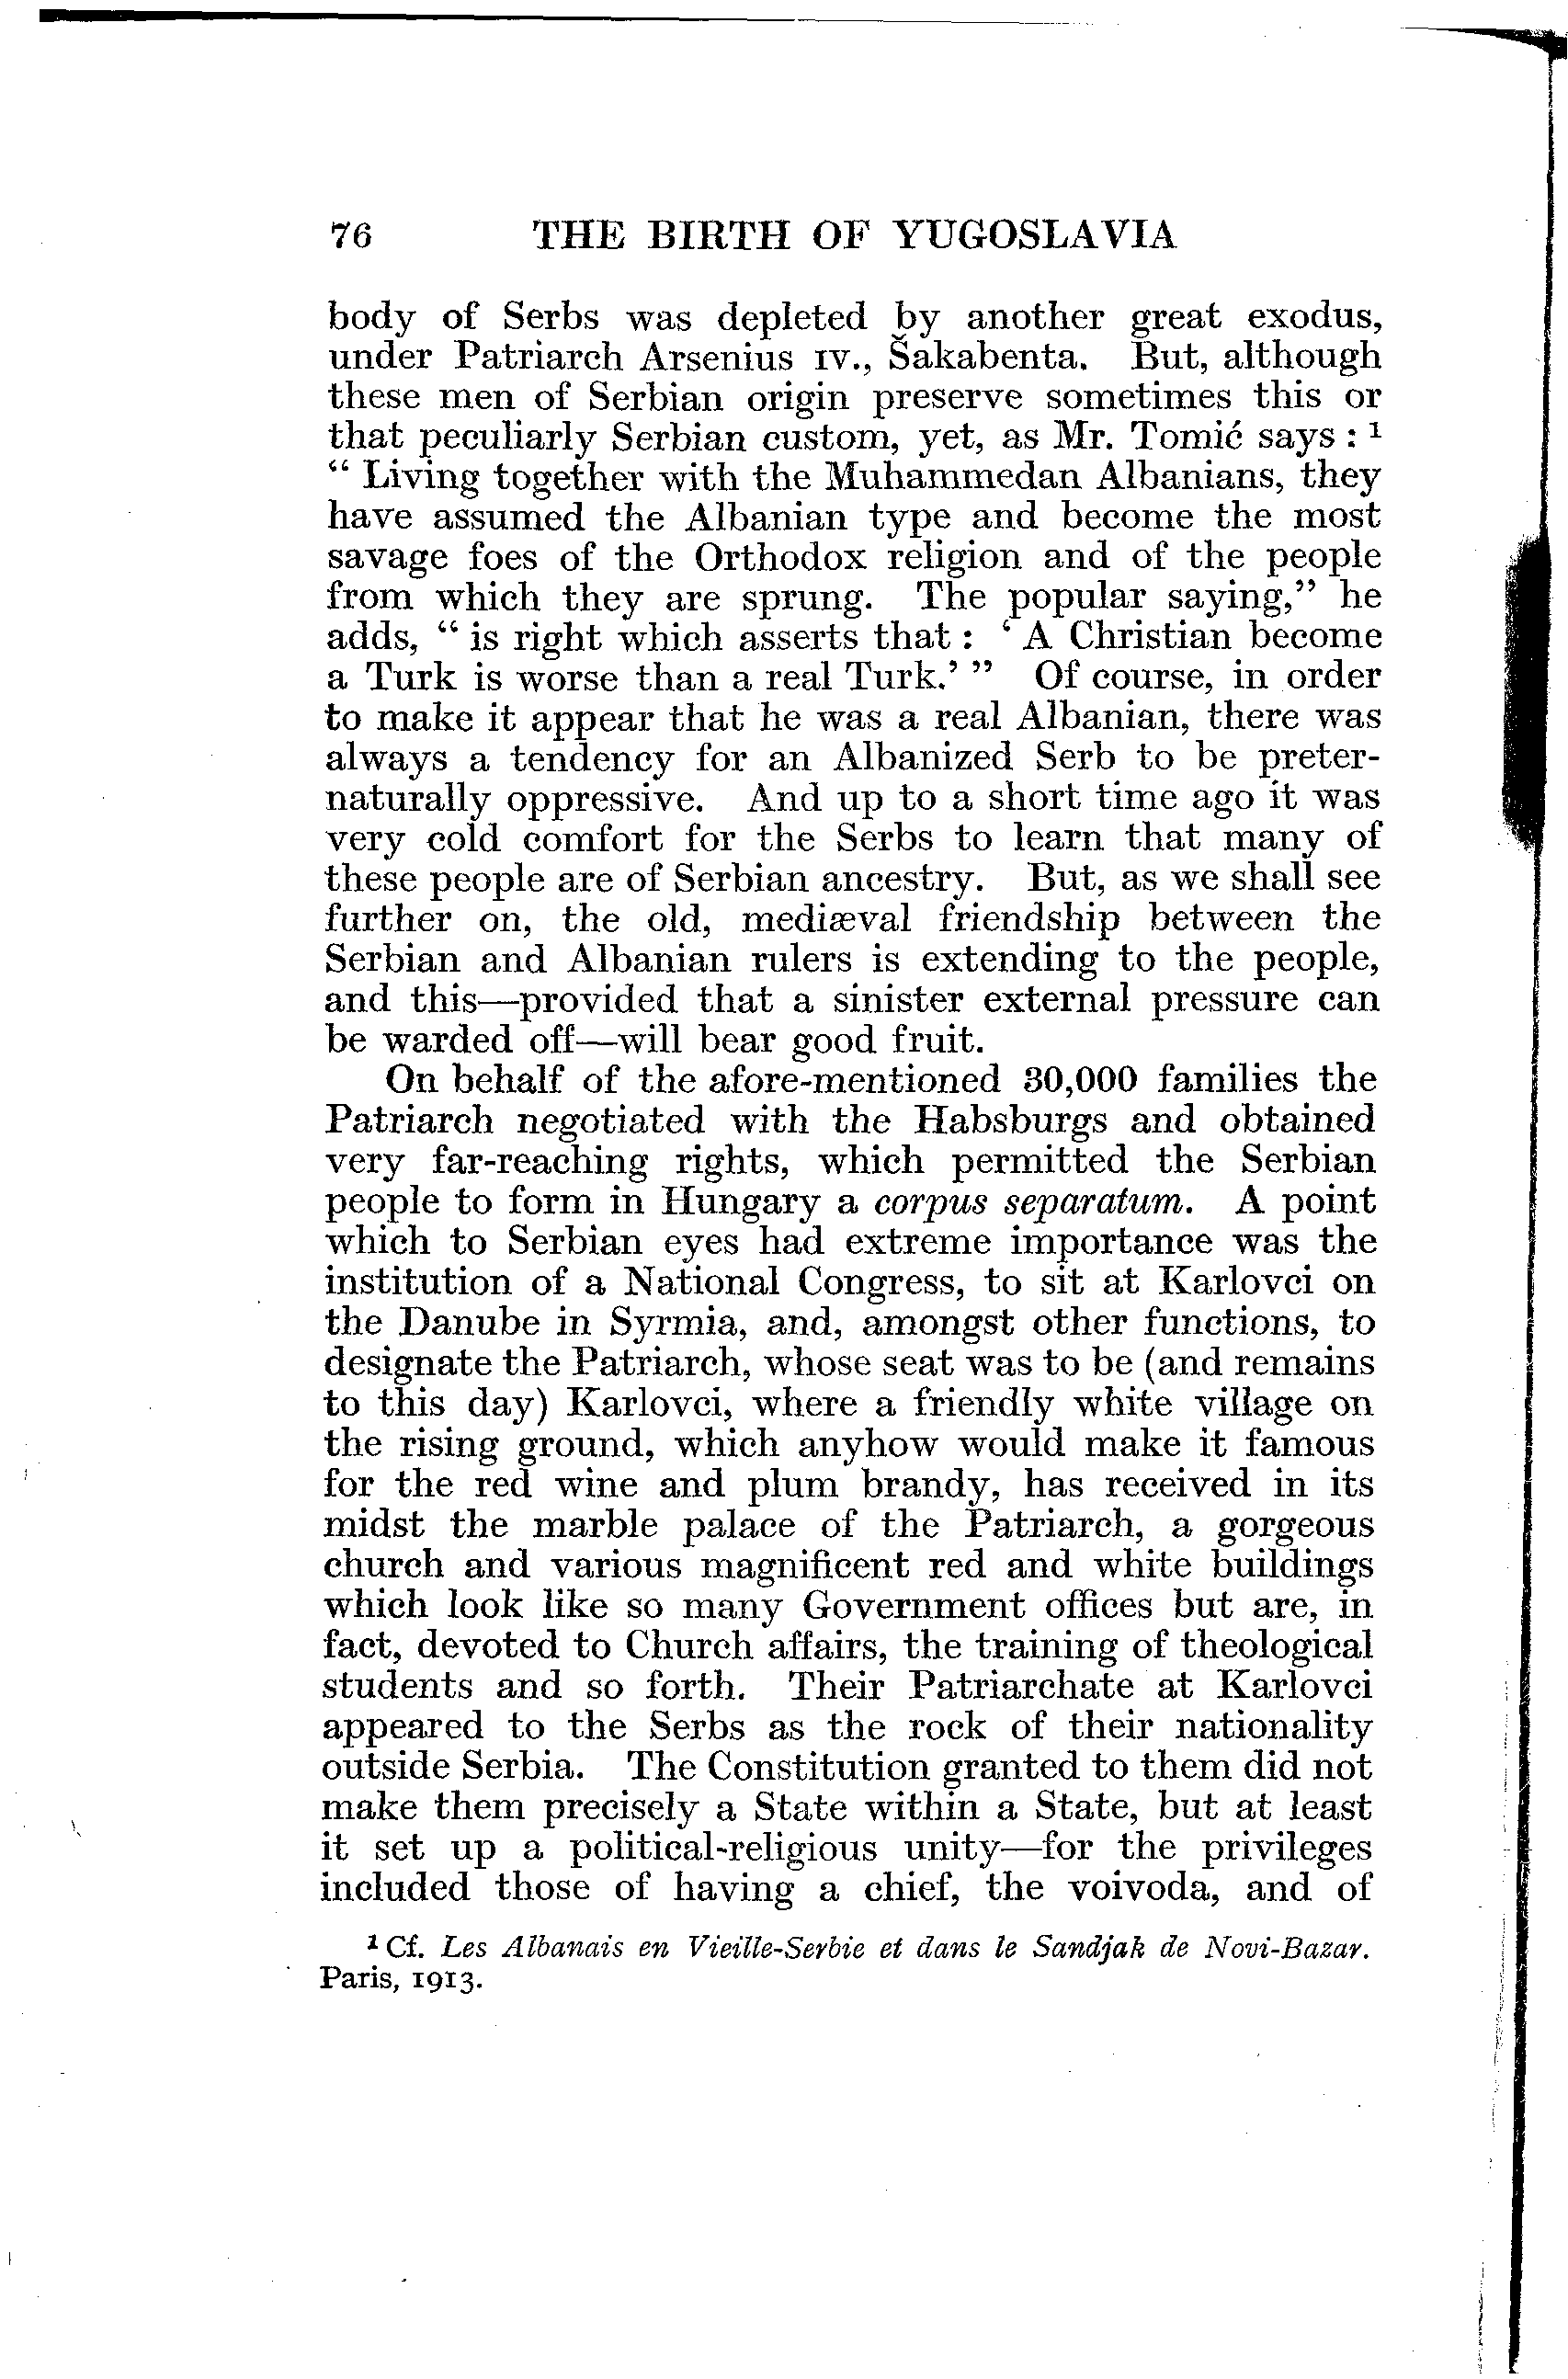 76 THE BIRTH OF YUGOSLAVIA
body of Serbs was depleted by another great exodus,
under Patriarch Arsenius IV., Šakabenta. But, although
these men of Serbian origin preserve sometimes this or
that peculiarly Serbian custom, yet, as Mr. Tomić says : ¹
“ Living together with the Muhammedan Albanians, they
have assumed the Albanian type and become the most
savage foes of the Orthodox religion and of the people
from which they are sprung. The popular saying,” he
adds, “ is right which asserts that : ‘ A Christian become
a Turk is worse than a real Turk.’ ” Of course, in order
to make it appear that he was a real Albanian, there was
always a tendency for an Albanized Serb to be preter-
naturally oppressive. And up to a short time ago it was
very cold comfort for the Serbs to learn that many of
these people are of Serbian ancestry. But, as we shall see
further on, the old, mediæval friendship between the
Serbian and Albanian rulers is extending to the people,
and this—provided that a sinister external pressure can
be warded off—will bear good fruit.
On behalf of the afore-mentioned 30,000 families the
Patriarch negotiated with the Habsburgs and obtained
very far-reaching rights, which permitted the Serbian
people to form in Hungary a corpus separatum. A point
which to Serbian eyes had extreme importance was the
institution of a National Congress, to sit at Karlovci on
the Danube in Syrmia, and, amongst other functions, to
designate the Patriarch, whose seat was to be (and remains
to this day) Karlovci, where a friendly white village on
the rising ground, which anyhow would make it famous
for the red wine and plum brandy, has received in its
midst the marble palace of the Patriarch, a gorgeous
church and various magnificent red and white buildings
which look like so many Government offices but are, in
fact, devoted to Church affairs, the training of theological
students and so forth. Their Patriarchate at Karlovci
appeared to the Serbs as the rock of their nationality
outside Serbia. The Constitution granted to them did not
make them precisely a State within a State, but at least
it set up a political-religious unity—for the privileges
included those of having a chief, the voivoda, and of
¹ Cf. Les Albanais en Vieille-Serbie et dans le Sandjak de Novi-Bazar.
Paris, 1913.